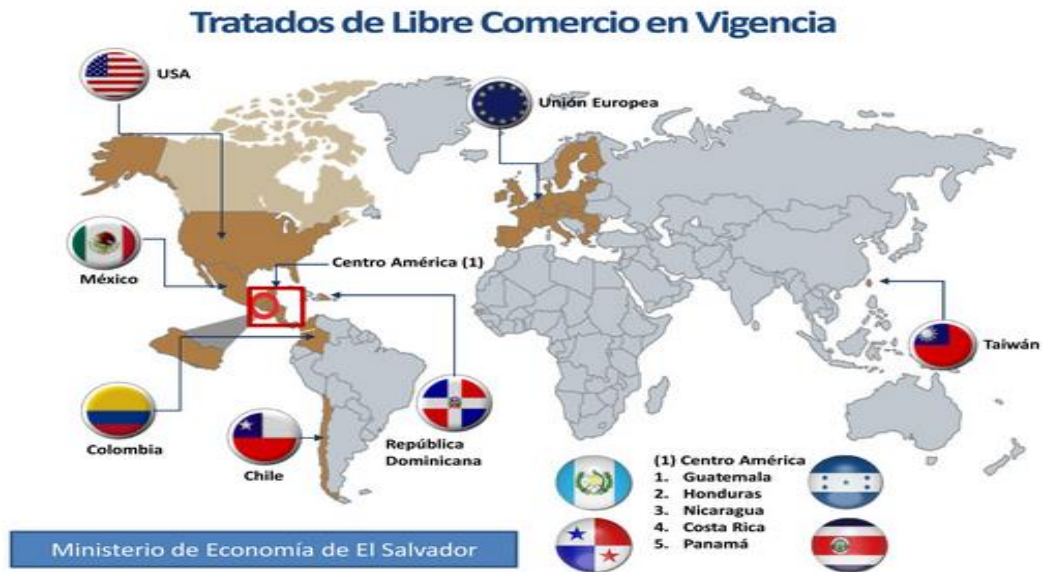 Tratados de Libre Comercio en Vigencia
USA
Unión Europea
México
Centro América (1)
Taiwán
Colombia
Chile
República
Dominicana
(1) Centro América
1. Guatemala
2. Honduras
3. Nicaragua
4. Costa Rica
5. Panamá
Ministerio de Economía de El Salvador